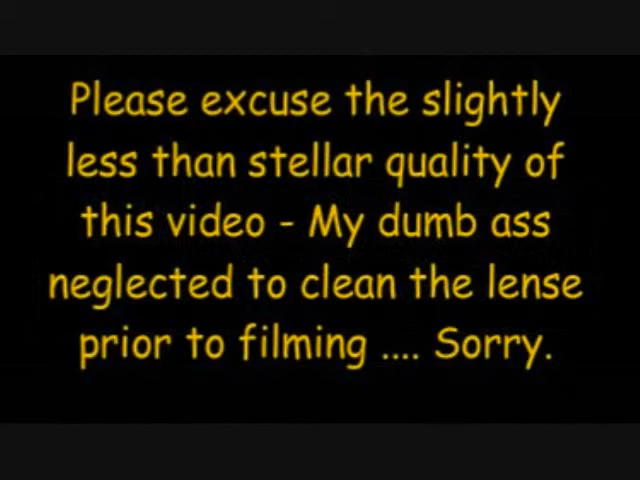 Please excuse the slightly
less than stellar quality of
this video - My dumb ass
neglected to clean the lense
prior to filming .... Sorry.